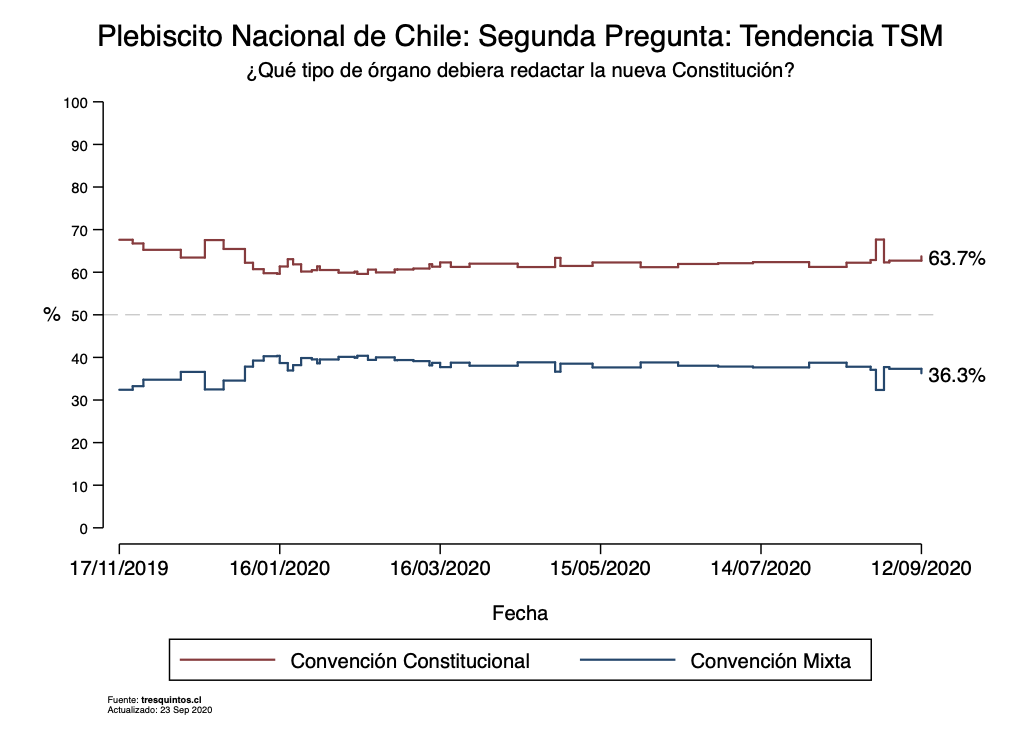 Plebiscito Nacional de Chile: Segunda Pregunta: Tendencia TSM
¿Qué tipo de órgano debiera redactar la nueva Constitución?
100
90
80
70
60
% 50
40
30
20
10
0
63.7%
36.3%
17/11/2019 16/01/2020 16/03/2020 15/05/2020 14/07/2020 12/09/2020
Fecha
Convención Constitucional Convención Mixta
Fuente: tresquintos.cl
Actualizado: 23 Sep 2020